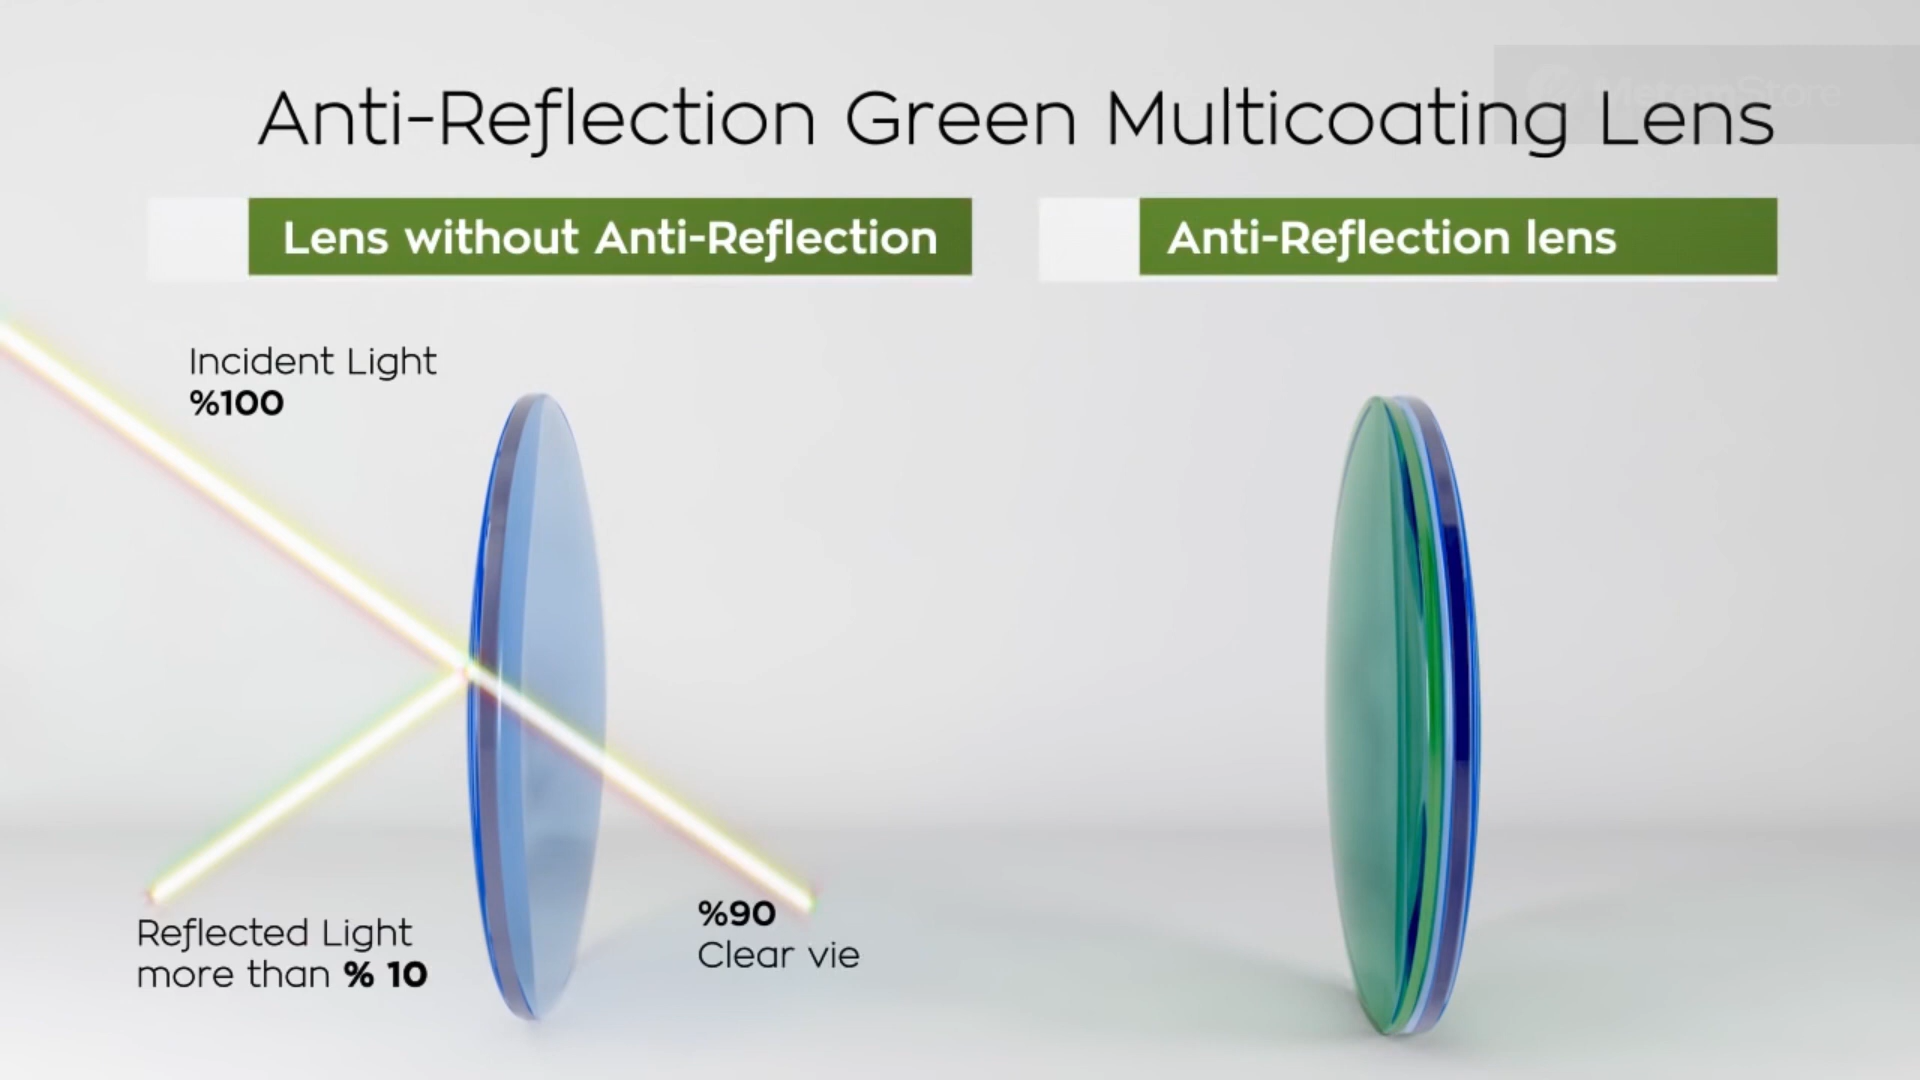 Anti-Reflection Green Multicoating Lens
Lens without Anti-Reflection
Anti-Reflection lens
Incident Light
%100
Reflected Light
more than % 10
%90
Clear vie